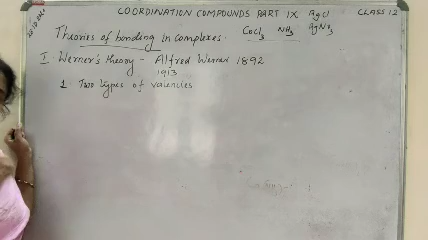 COORDINATION COMPOUNDS PART IX
AgCl
CLASS 12
Theories of bonding in complexes.
CoCl3 NH3 AgNO3
I. Werner's theory - Alfred Werner 1892
1913
1 Two types of valencies